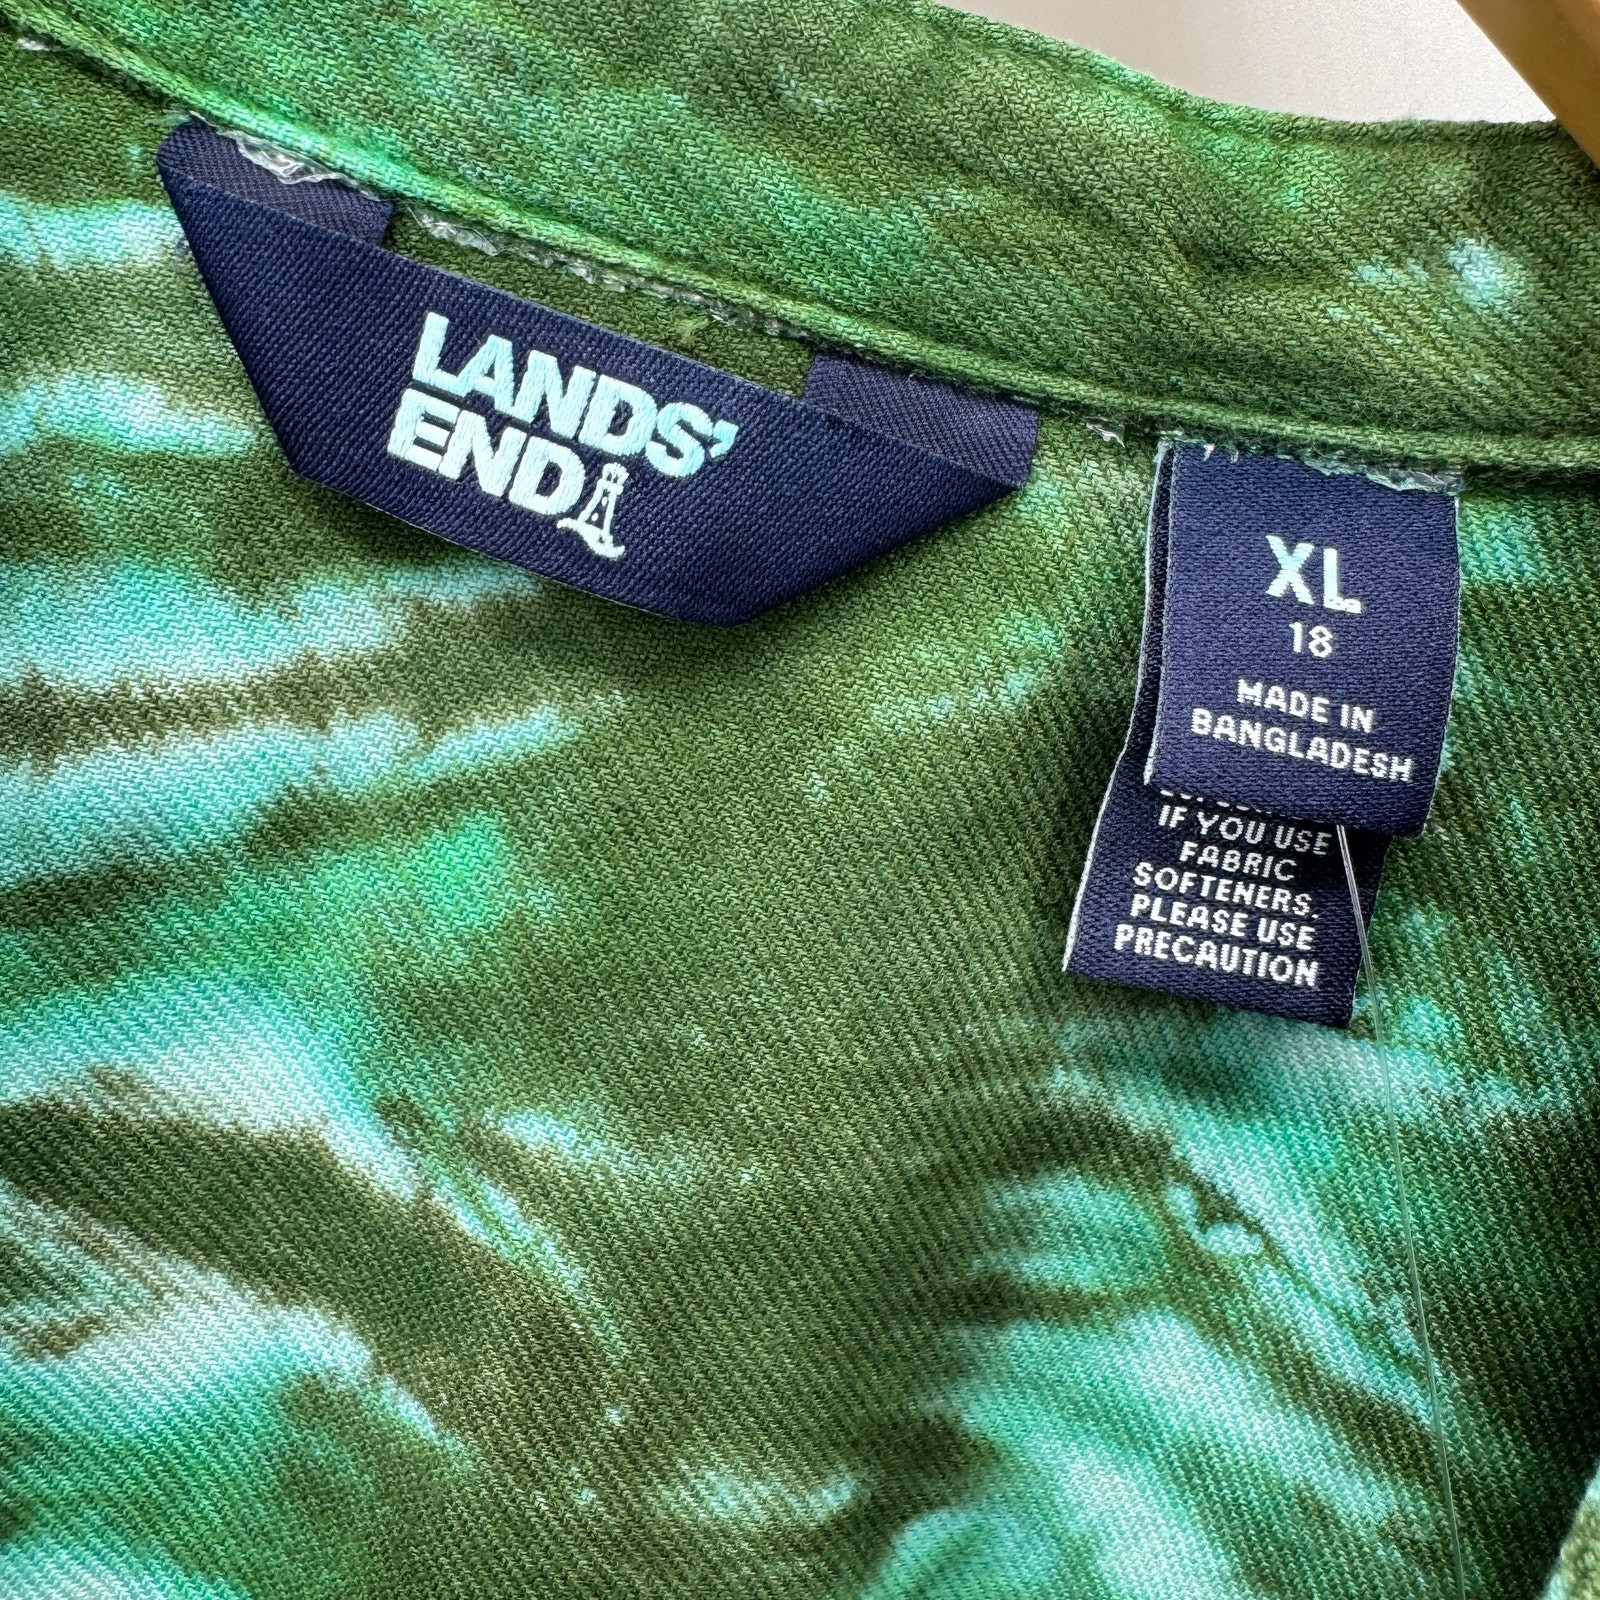 LANDS'
END
XL
18
MADE IN
BANGLADESH
IF YOU USE
FABRIC
SOFTENERS.
PLEASE USE
PRECAUTION